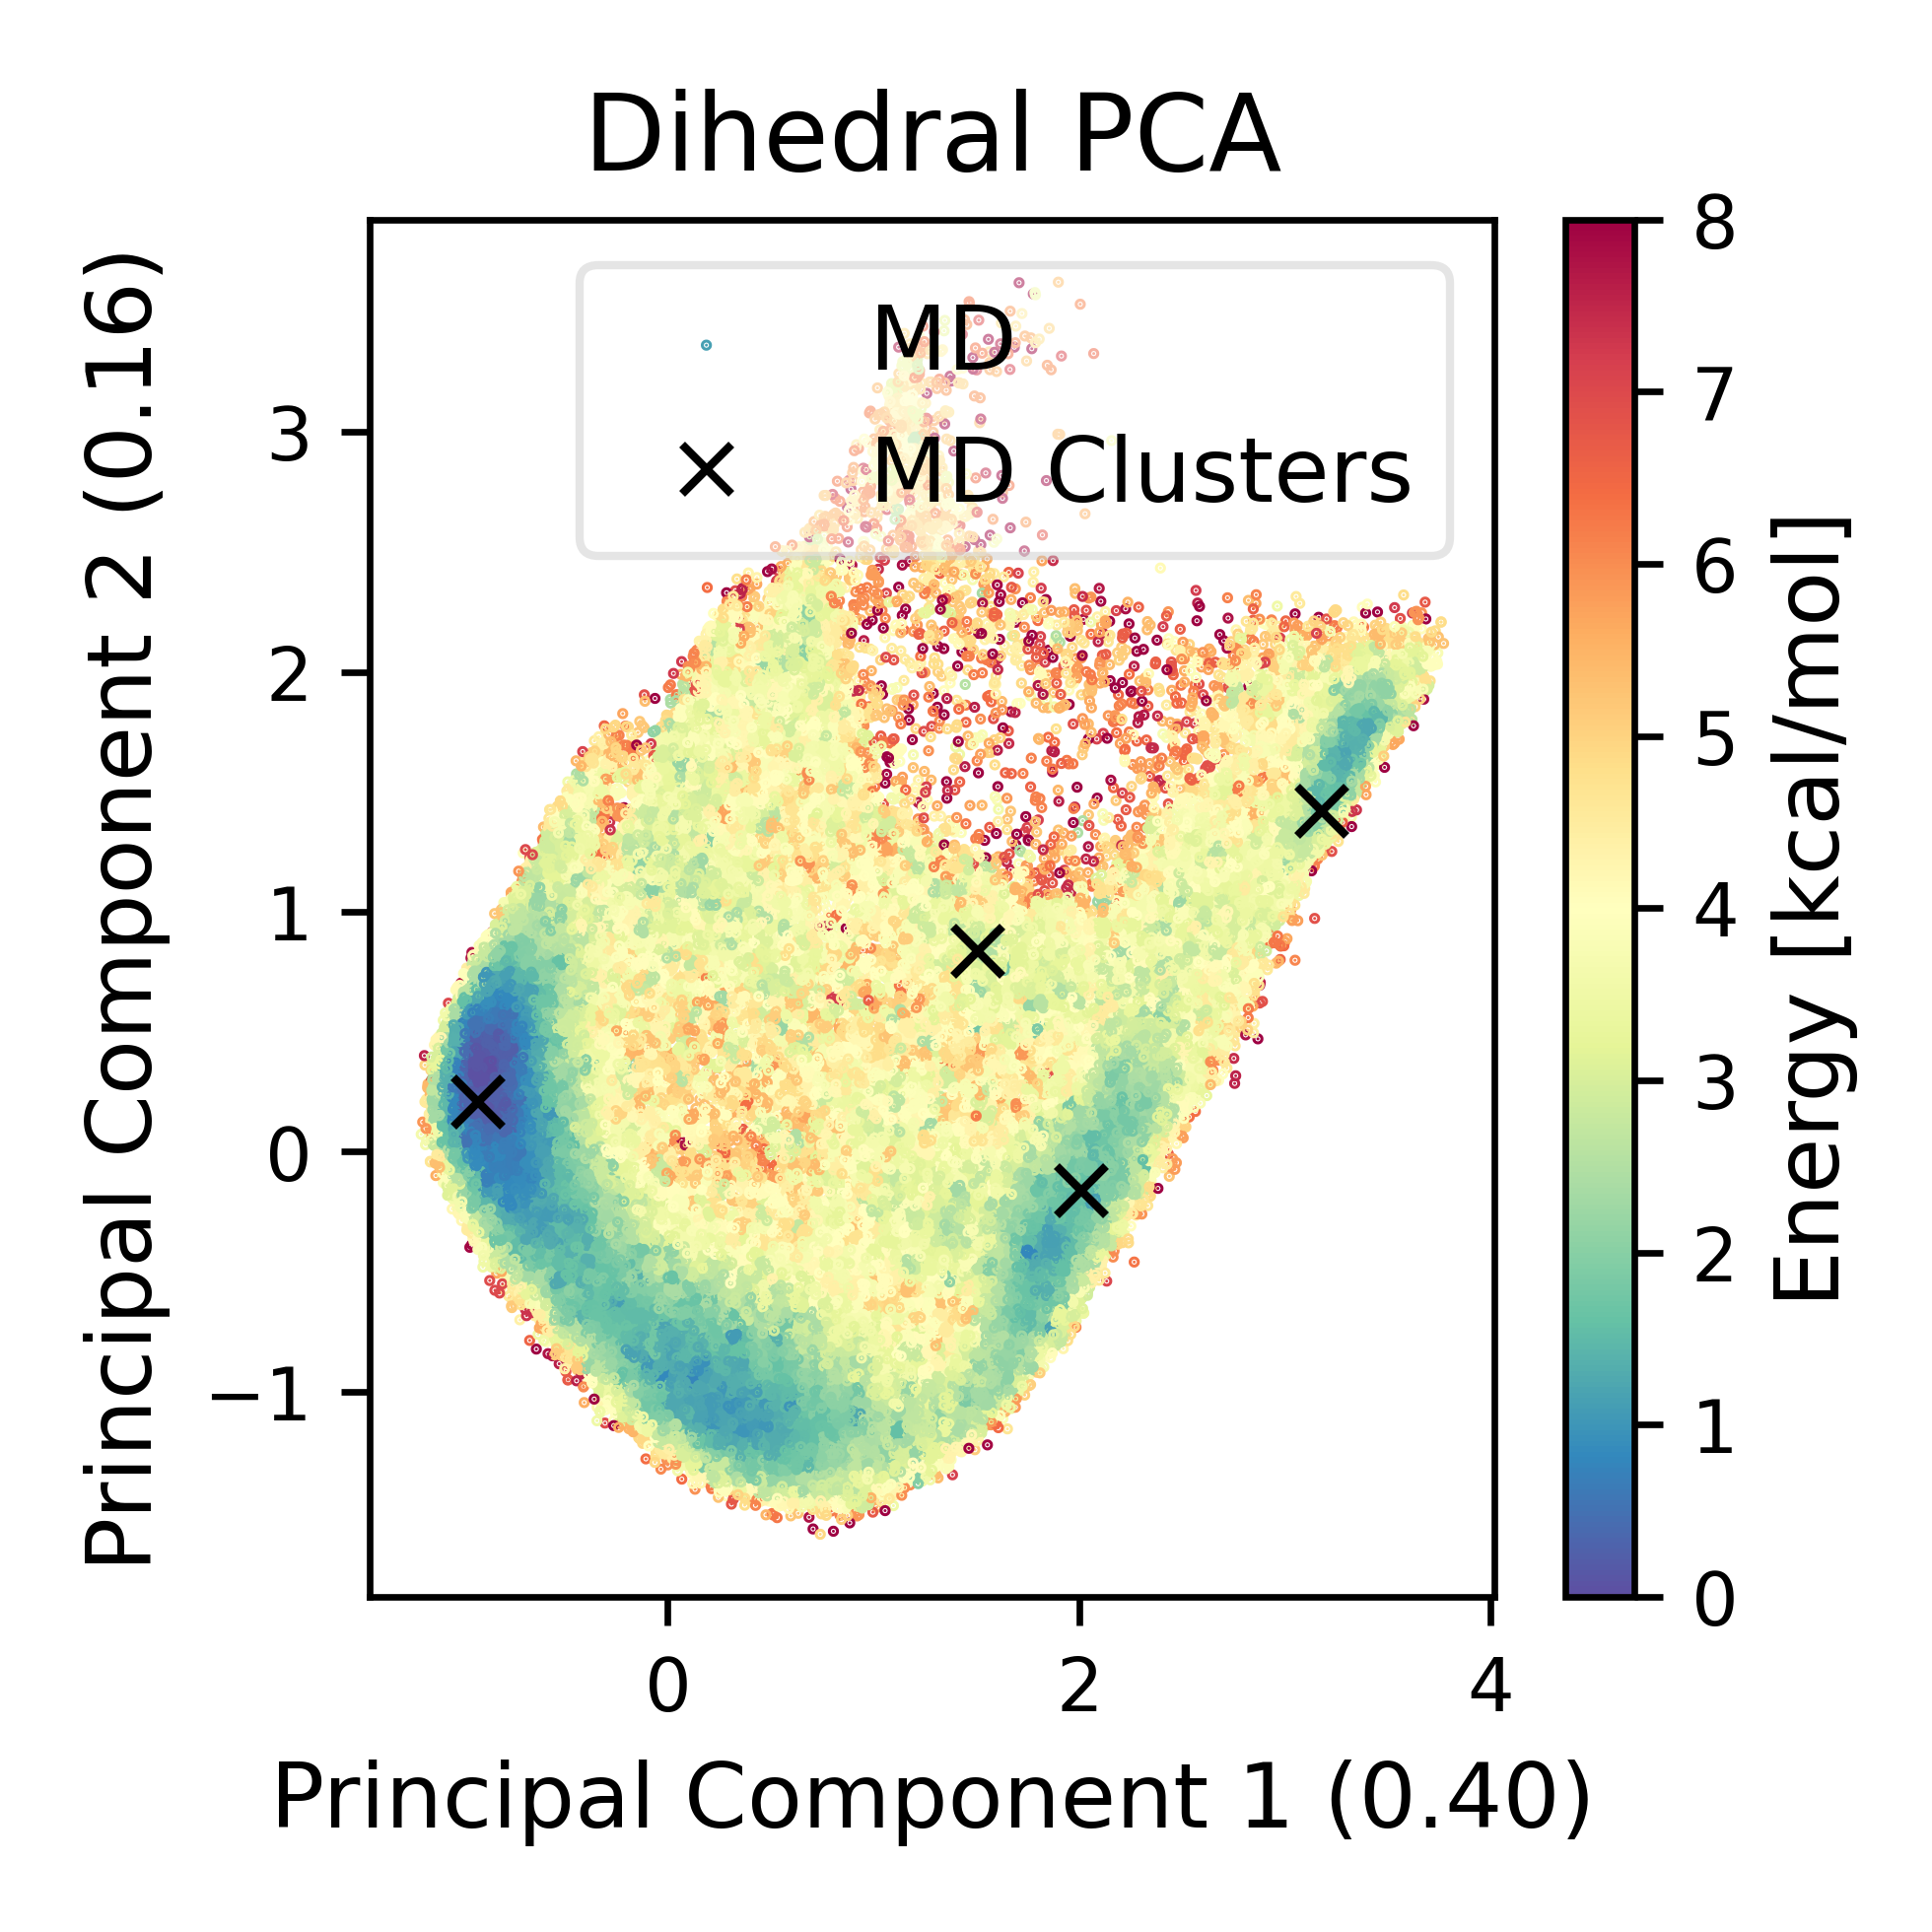 Dihedral PCA
MD
MD Clusters
Principal Component 2 (0.16)
3
2
1
0
−1
0
2
4
Principal Component 1 (0.40)
8
7
6
5
4
3
2
1
0
Energy [kcal/mol]